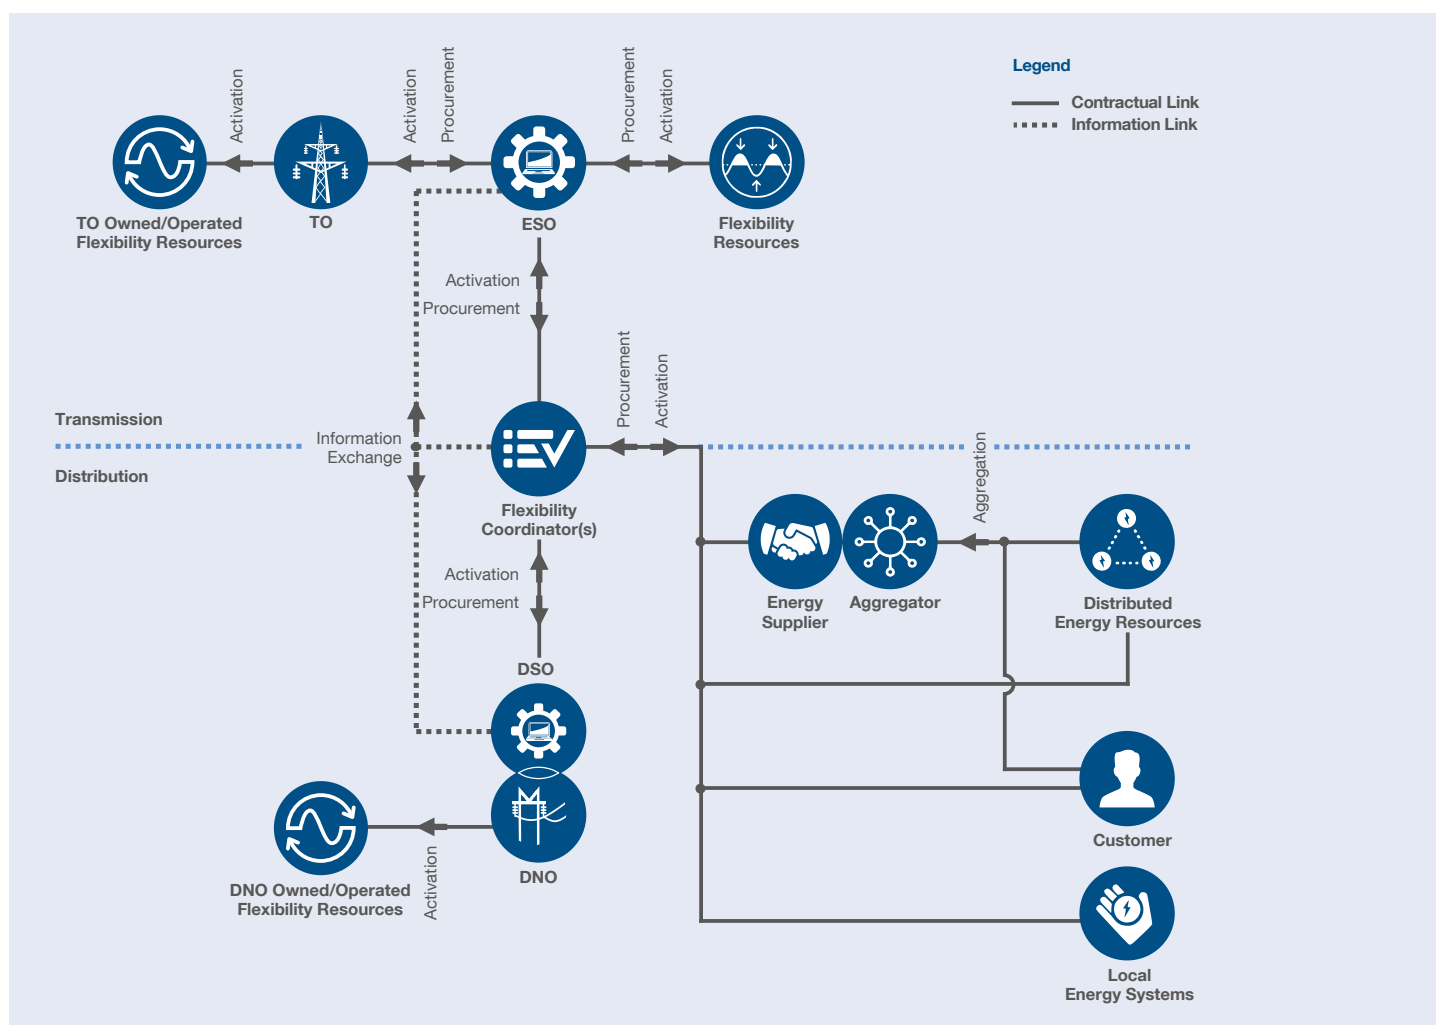 Legend
Contractual Link
Information Link
Activation
Activation
Procurement
Procurement
Activation
TO Owned/Operated
Flexibility Resources
TO
ESO
Flexibility
Resources
Activation
Procurement
Procurement
Activation
Transmission
Information
Exchange
Distribution
Flexibility
Coordinator(s)
Aggregation
Activation
Procurement
Energy
Supplier
Aggregator
Distributed
Energy Resources
DSO
Customer
DNO
DNO Owned/Operated
Flexibility Resources
Activation
Local
Energy Systems